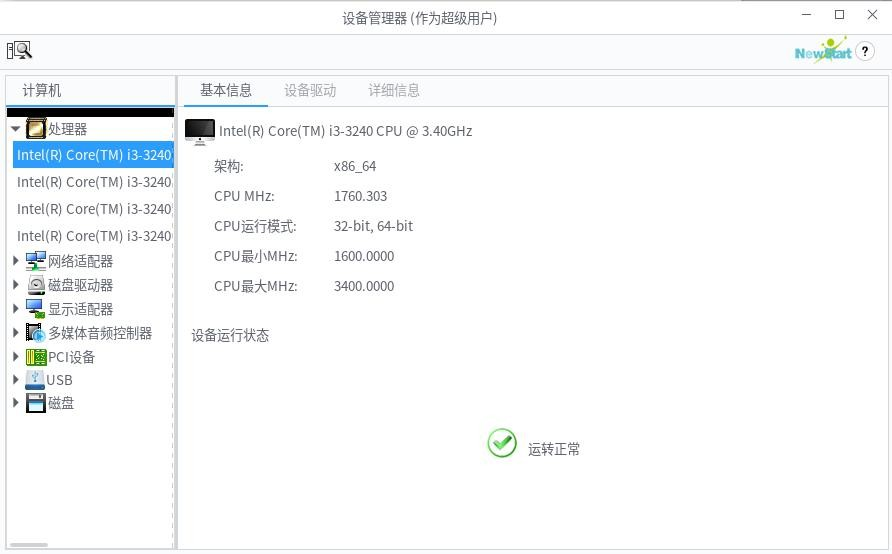 设备管理器 (作为超级用户)
NewStart
?
计算机
处理器
Intel(R) Core(TM) i3-3240
Intel(R) Core(TM) i3-3240
Intel(R) Core(TM) i3-3240
Intel(R) Core(TM) i3-3240
网络适配器
磁盘驱动器
显示适配器
多媒体音频控制器
PCI设备
USB
磁盘
基本信息 设备驱动 详细信息
Intel(R) Core(TM) i3-3240 CPU @ 3.40GHz
架构: x86_64
CPU MHz: 1760.303
CPU运行模式: 32-bit, 64-bit
CPU最小MHz: 1600.0000
CPU最大MHz: 3400.0000
设备运行状态
运转正常